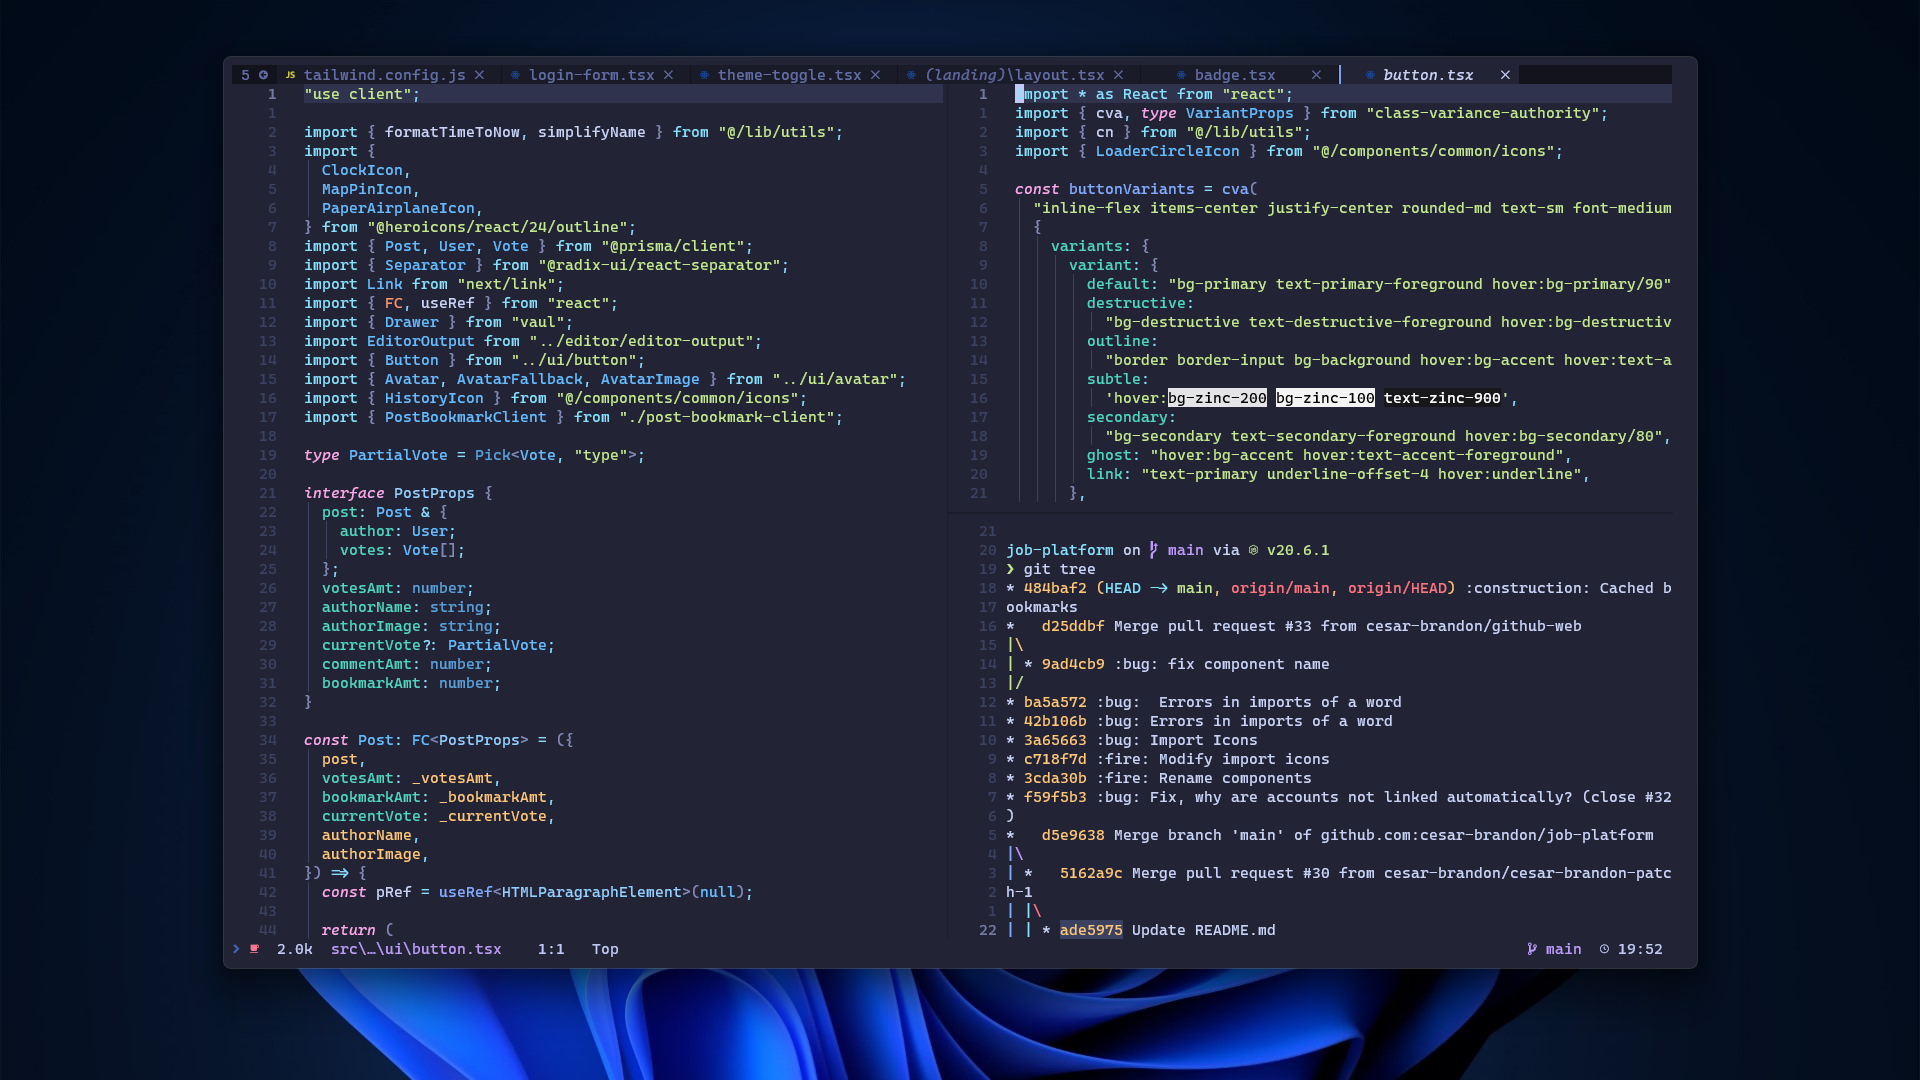 5 JS tailwind.config.js × login-form.tsx × theme-toggle.tsx × (landing)\layout.tsx × badge.tsx × button.tsx ×
1 "use client";
1
2 import { formatTimeToNow, simplifyName } from "@/lib/utils";
3 import {
4 ClockIcon,
5 MapPinIcon,
6 PaperAirplaneIcon,
7 } from "@heroicons/react/24/outline";
8 import { Post, User, Vote } from "@prisma/client";
9 import { Separator } from "@radix-ui/react-separator";
10 import Link from "next/link";
11 import { FC, useRef } from "react";
12 import { Drawer } from "vaul";
13 import EditorOutput from "../editor/editor-output";
14 import { Button } from "../ui/button";
15 import { Avatar, AvatarFallback, AvatarImage } from "../ui/avatar";
16 import { HistoryIcon } from "@/components/common/icons";
17 import { PostBookmarkClient } from "./post-bookmark-client";
18
19 type PartialVote = Pick<Vote, "type">;
20
21 interface PostProps {
22 post: Post & {
23 author: User;
24 votes: Vote[];
25 };
26 votesAmt: number;
27 authorName: string;
28 authorImage: string;
29 currentVote?: PartialVote;
30 commentAmt: number;
31 bookmarkAmt: number;
32 }
33
34 const Post: FC<PostProps> = ({
35 post,
36 votesAmt: _votesAmt,
37 bookmarkAmt: _bookmarkAmt,
38 currentVote: _currentVote,
39 authorName,
40 authorImage,
41 }) => {
42 const pRef = useRef<HTMLParagraphElement>(null);
43
44 return (
1 mport * as React from "react";
1 import { cva, type VariantProps } from "class-variance-authority";
2 import { cn } from "@/lib/utils";
3 import { LoaderCircleIcon } from "@/components/common/icons";
4
5 const buttonVariants = cva(
6 "inline-flex items-center justify-center rounded-md text-sm font-medium
7 {
8 variants: {
9 variant: {
10 default: "bg-primary text-primary-foreground hover:bg-primary/90"
11 destructive:
12 "bg-destructive text-destructive-foreground hover:bg-destructiv
13 outline:
14 "border border-input bg-background hover:bg-accent hover:text-a
15 subtle:
16 'hover:bg-zinc-200 bg-zinc-100 text-zinc-900',
17 secondary:
18 "bg-secondary text-secondary-foreground hover:bg-secondary/80",
19 ghost: "hover:bg-accent hover:text-accent-foreground",
20 link: "text-primary underline-offset-4 hover:underline",
21 },
21
20 job-platform on main via v20.6.1
19 ❯ git tree
18 * 484baf2 (HEAD -> main, origin/main, origin/HEAD) :construction: Cached b
17 ookmarks
16 *   d25ddbf Merge pull request #33 from cesar-brandon/github-web
15 |\
14 | * 9ad4cb9 :bug: fix component name
13 |/
12 * ba5a572 :bug:  Errors in imports of a word
11 * 42b106b :bug: Errors in imports of a word
10 * 3a65663 :bug: Import Icons
9 * c718f7d :fire: Modify import icons
8 * 3cda30b :fire: Rename components
7 * f59f5b3 :bug: Fix, why are accounts not linked automatically? (close #32
6 )
5 *   d5e9638 Merge branch 'main' of github.com:cesar-brandon/job-platform
4 |\
3 | *   5162a9c Merge pull request #30 from cesar-brandon/cesar-brandon-patc
2 h-1
1 | |\
22 | | * ade5975 Update README.md
2.0k src\…\ui\button.tsx 1:1 Top main 19:52